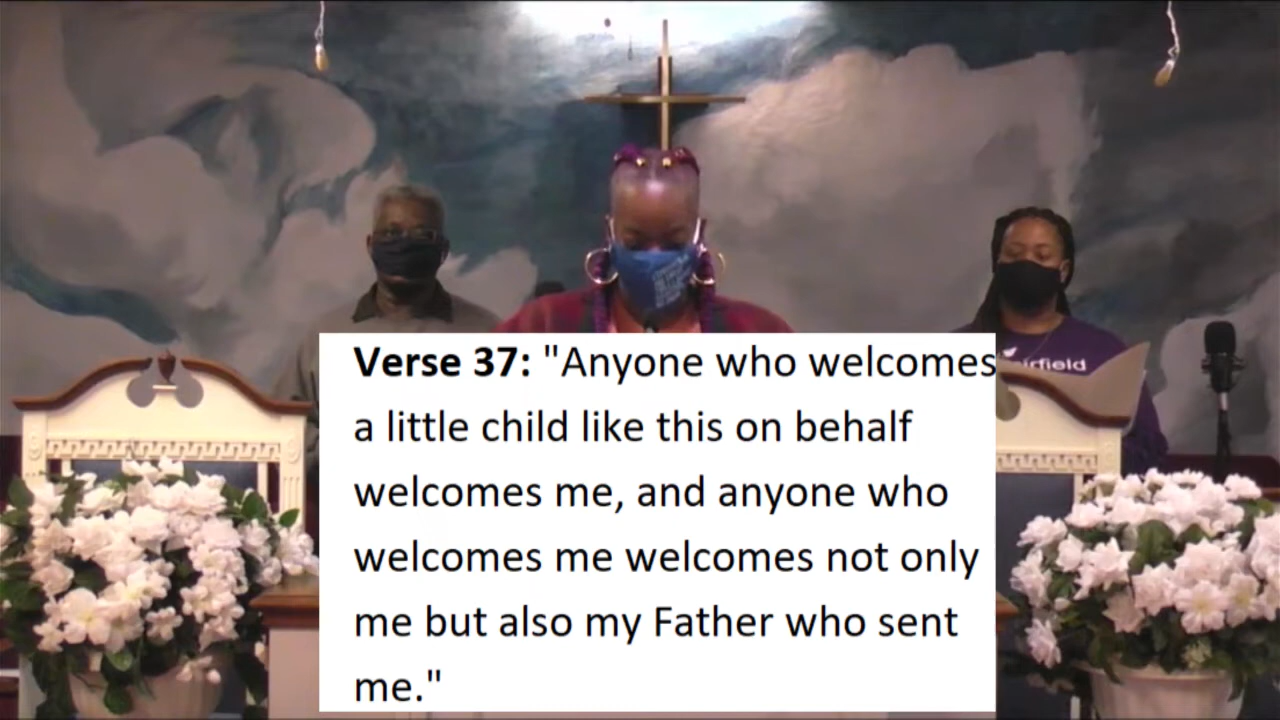 Verse 37: "Anyone who welcomes
a little child like this on behalf
welcomes me, and anyone who
welcomes me welcomes not only
me but also my Father who sent
me."
irfield